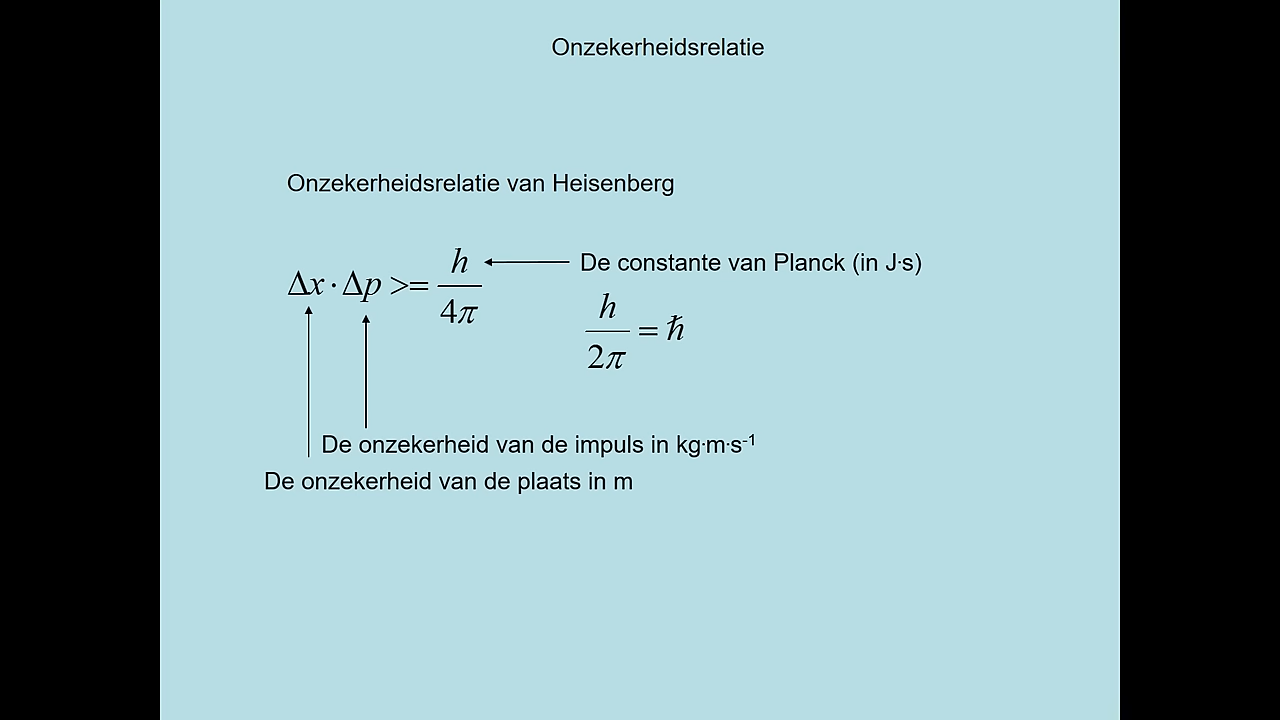 Onzekerheidsrelatie
Onzekerheidsrelatie van Heisenberg
Δx · Δp >= h/4π
De constante van Planck (in J·s)
h/2π = ℏ
De onzekerheid van de impuls in kg·m·s⁻¹
De onzekerheid van de plaats in m